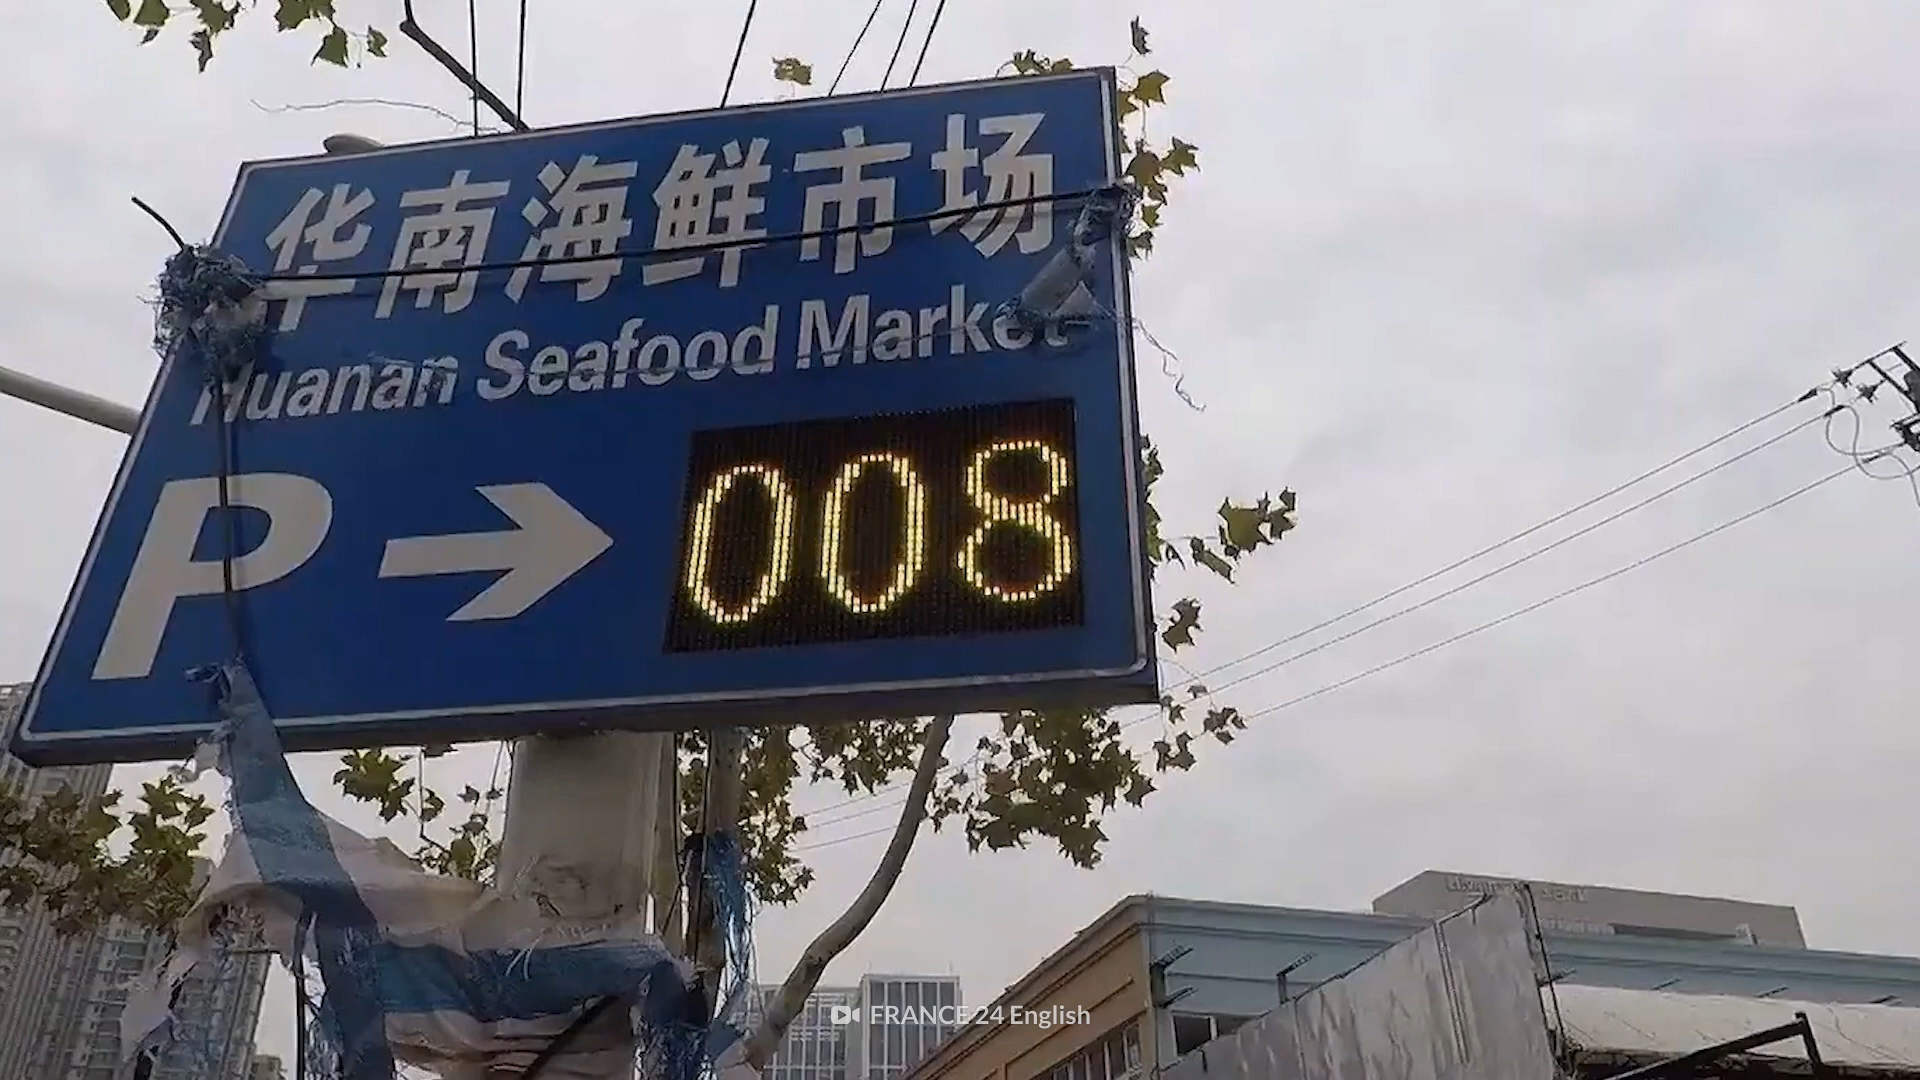 华南海鲜市场
Huanan Seafood Market
P → 008
FRANCE 24 English